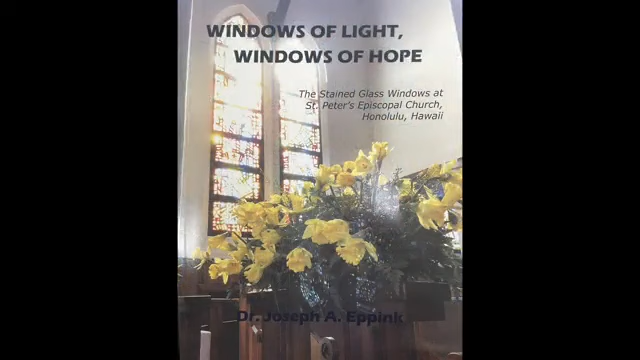 WINDOWS OF LIGHT,
WINDOWS OF HOPE
The Stained Glass Windows at
St. Peter's Episcopal Church,
Honolulu, Hawaii
Dr. Joseph A. Eppink